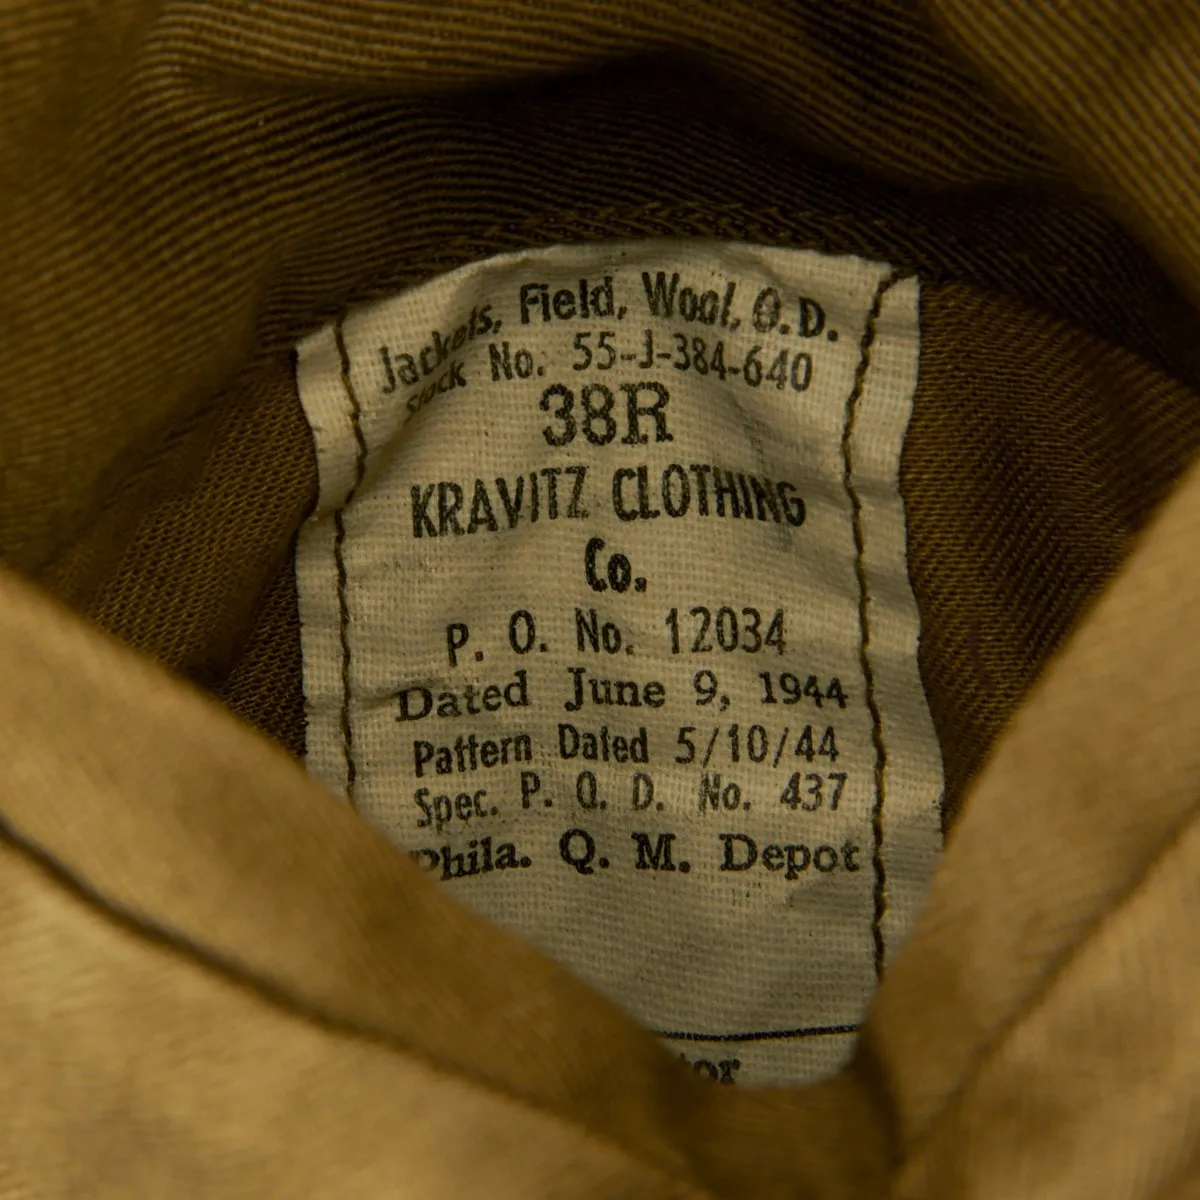 Jackets, Field, Wool, O.D.
Stock No. 55-J-384-640
38R
KRAVITZ CLOTHING
Co.
P. O. No. 12034
Dated June 9, 1944
Pattern Dated 5/10/44
Spec. P. Q. D. No. 437
Phila. Q. M. Depot